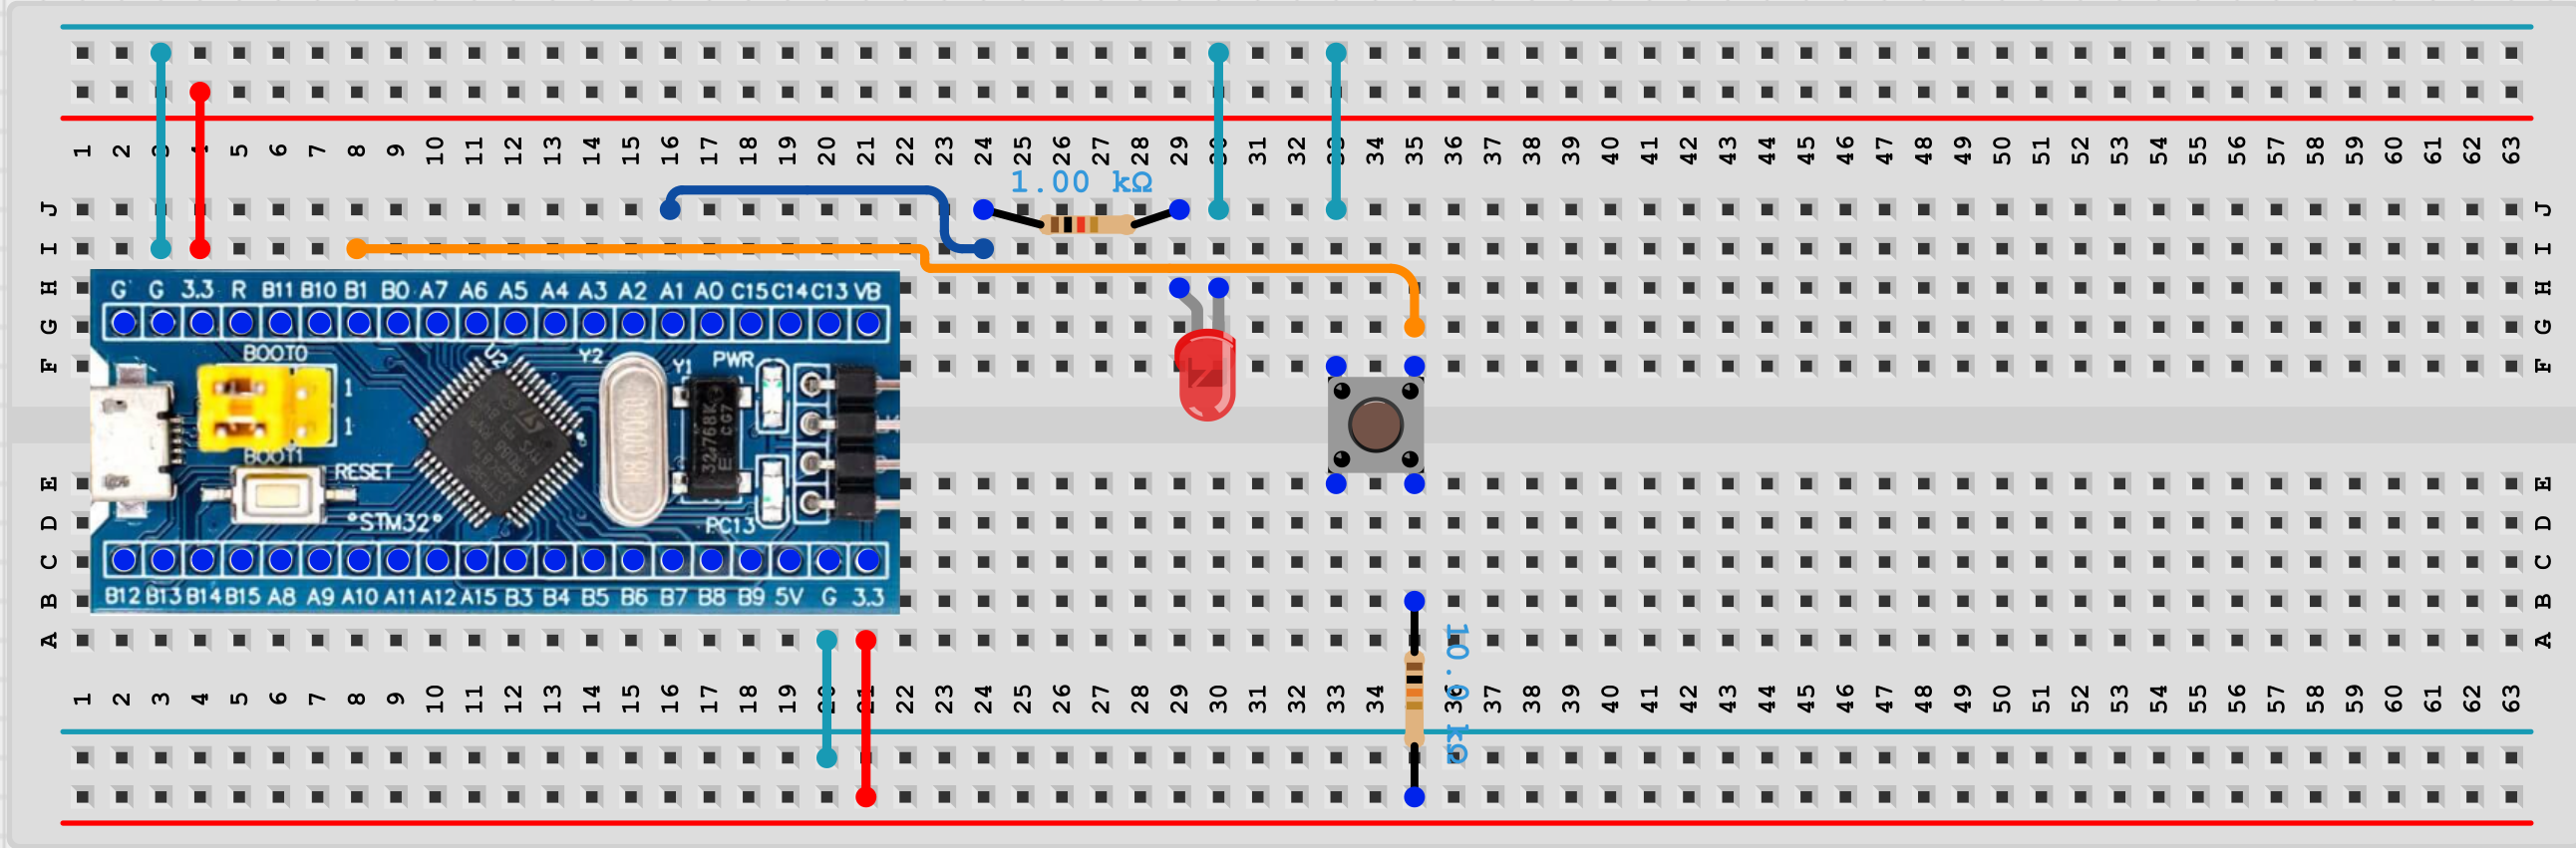 1 2 3 4 5 6 7 8 9 10 11 12 13 14 15 16 17 18 19 20 21 22 23 24 25 26 27 28 29 30 31 32 33 34 35 36 37 38 39 40 41 42 43 44 45 46 47 48 49 50 51 52 53 54 55 56 57 58 59 60 61 62 63
1.00 kΩ
J J
I I
H G G 3.3 R B11 B10 B1 B0 A7 A6 A5 A4 A3 A2 A1 A0 C15 C14 C13 VB H
G G
F BOOT0 U2 Y2 Y1 PWR F
1
1
BOOT1
RESET
E E
D °STM32° PC13 D
C C
B B12 B13 B14 B15 A8 A9 A10 A11 A12 A15 B3 B4 B5 B6 B7 B8 B9 5V G 3.3 B
A A
10.0 kΩ
1 2 3 4 5 6 7 8 9 10 11 12 13 14 15 16 17 18 19 20 21 22 23 24 25 26 27 28 29 30 31 32 33 34 35 36 37 38 39 40 41 42 43 44 45 46 47 48 49 50 51 52 53 54 55 56 57 58 59 60 61 62 63